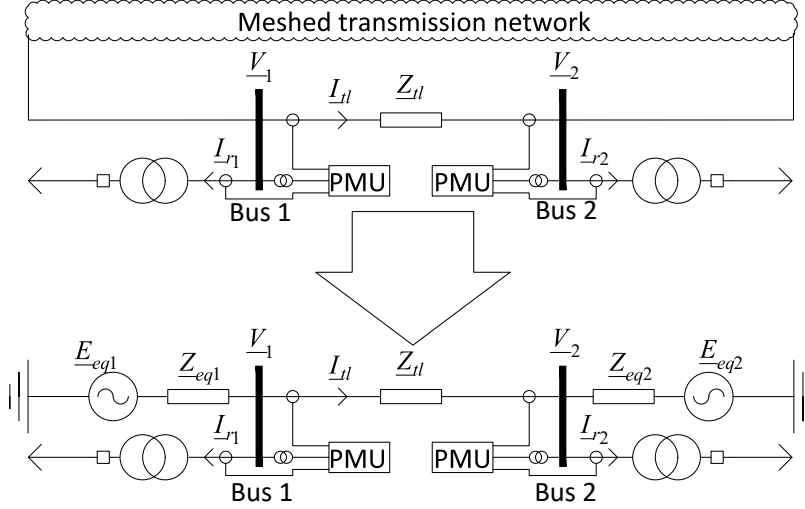 Meshed transmission network
V1 V2
Itl Ztl
Ir1 Ir2
PMU PMU
Bus 1 Bus 2
Eeq1 Zeq1 V1 Itl Ztl V2 Zeq2 Eeq2
Ir1 Ir2
PMU PMU
Bus 1 Bus 2